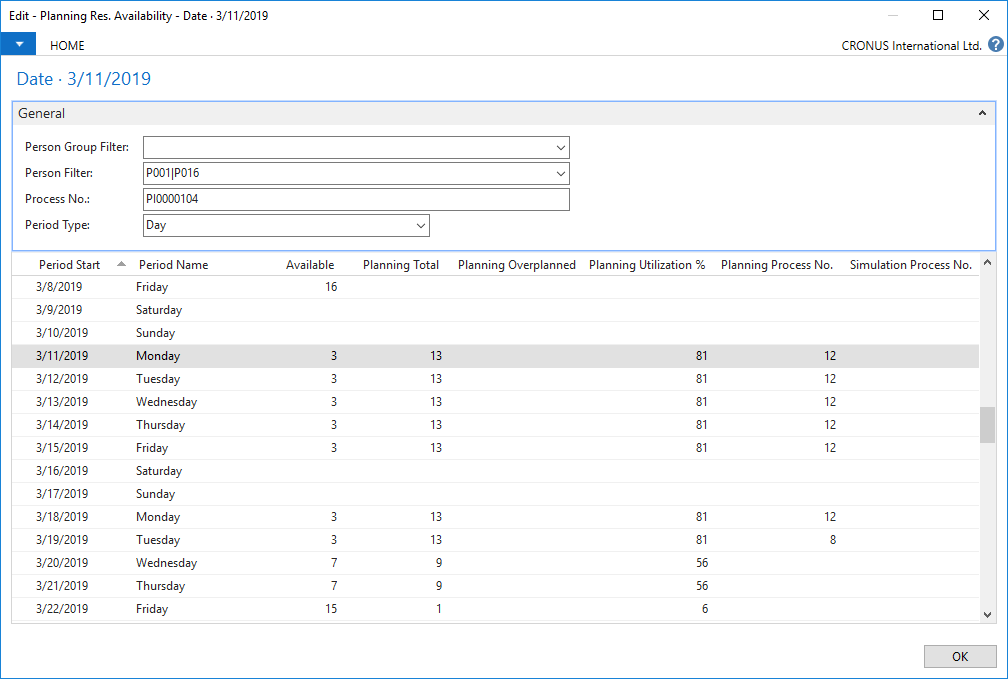 Edit - Planning Res. Availability - Date · 3/11/2019
HOME CRONUS International Ltd. ?
Date · 3/11/2019
General
Person Group Filter:
Person Filter: P001|P016
Process No.: PI0000104
Period Type: Day
Period Start Period Name Available Planning Total Planning Overplanned Planning Utilization % Planning Process No. Simulation Process No.
3/8/2019 Friday 16
3/9/2019 Saturday
3/10/2019 Sunday
3/11/2019 Monday 3 13 81 12
3/12/2019 Tuesday 3 13 81 12
3/13/2019 Wednesday 3 13 81 12
3/14/2019 Thursday 3 13 81 12
3/15/2019 Friday 3 13 81 12
3/16/2019 Saturday
3/17/2019 Sunday
3/18/2019 Monday 3 13 81 12
3/19/2019 Tuesday 3 13 81 8
3/20/2019 Wednesday 7 9 56
3/21/2019 Thursday 7 9 56
3/22/2019 Friday 15 1 6
OK